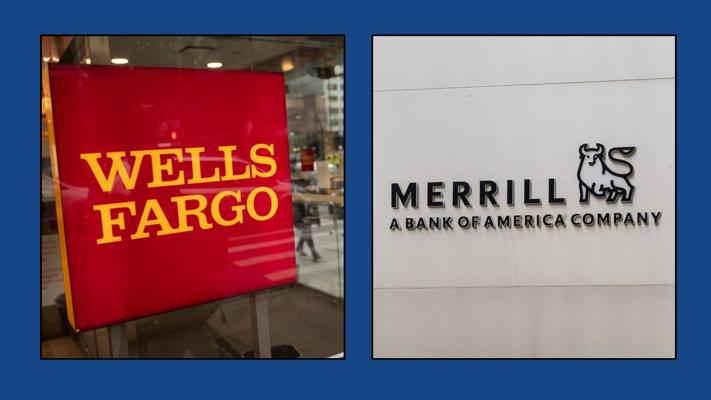 WELLS
FARGO
MERRILL
A BANK OF AMERICA COMPANY